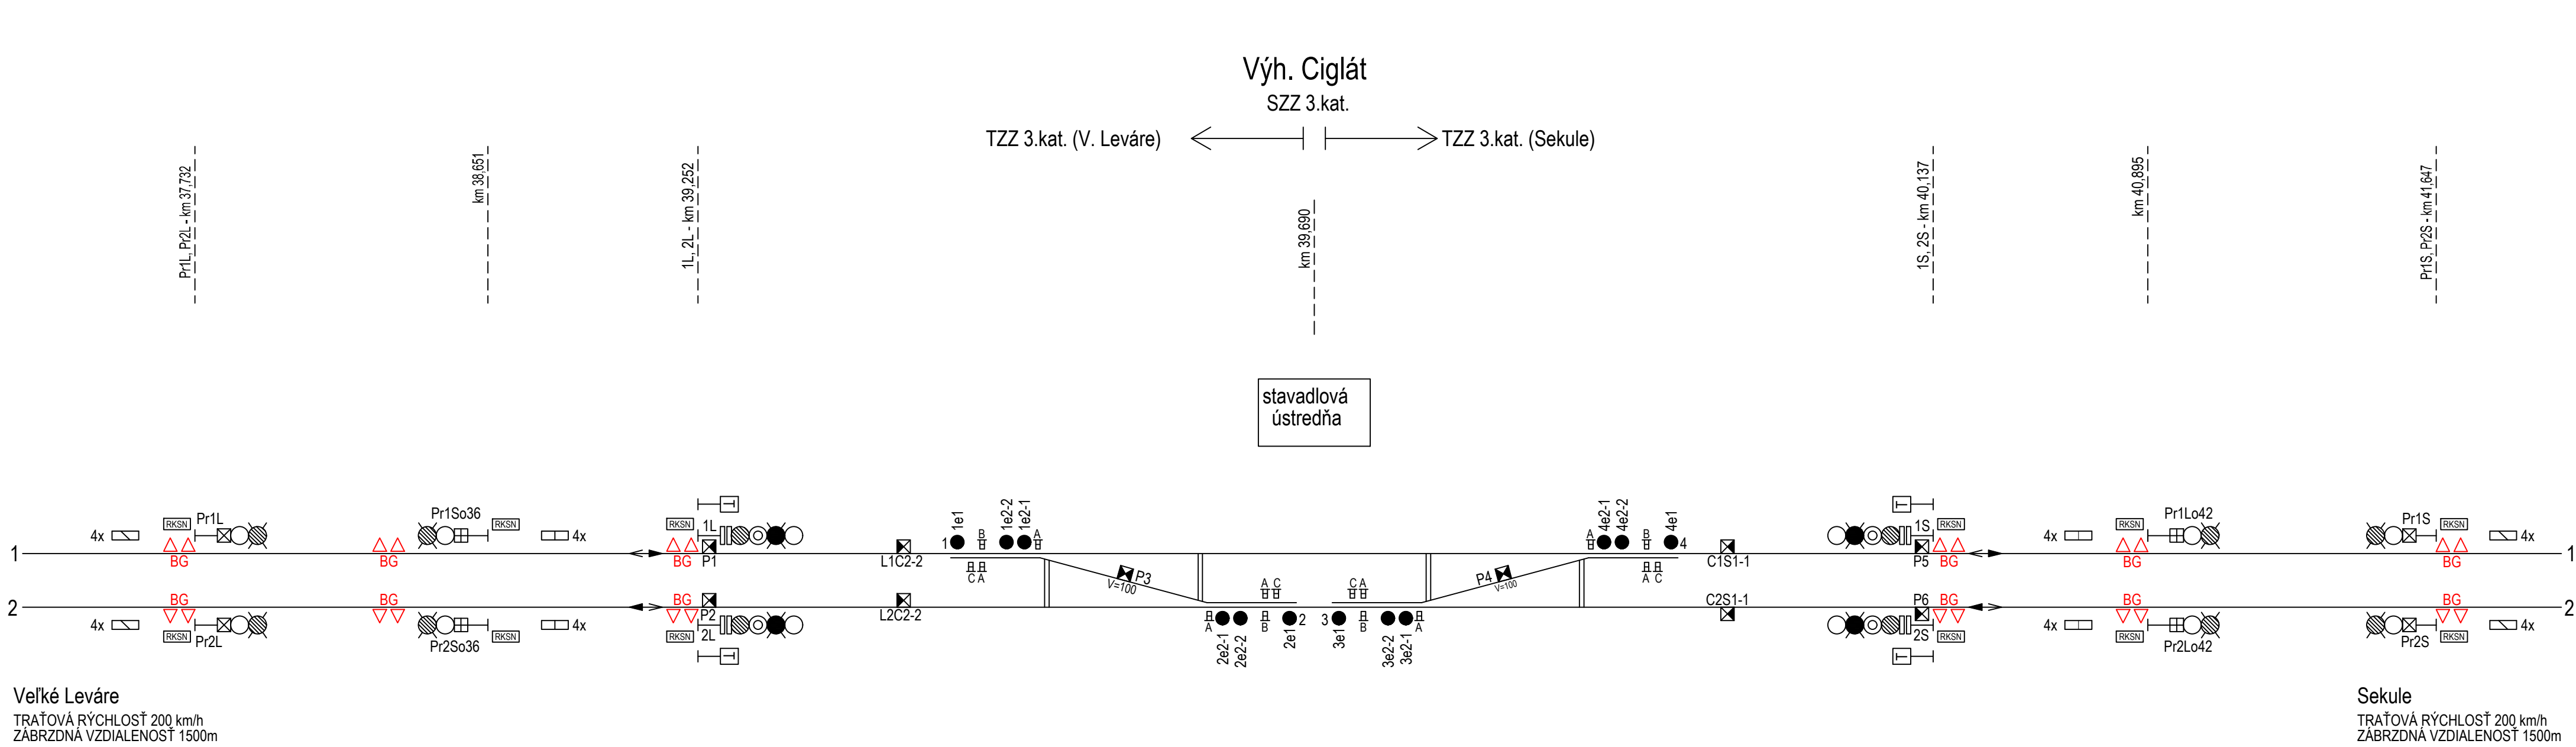 Výh. Ciglát
SZZ 3.kat.
TZZ 3.kat. (V. Leváre)
TZZ 3.kat. (Sekule)
Pr1L, Pr2L - km 37,732
km 38,651
1L, 2L - km 39,252
km 39,690
1S, 2S - km 40,137
km 40,895
Pr1S, Pr2S - km 41,647
stavadlová
ústredňa
4x
RKSN
Pr1L
Pr1So36
RKSN
4x
RKSN
1L
T
1
BG
BG
BG
P1
L1C2-2
1
1e1
B
1e2-2
1e2-1
A
C A
P3
V=100
A
4e2-1
4e2-2
B
4e1
4
A C
P4
V=100
C1S1-1
T
1S
RKSN
P5
BG
4x
RKSN
Pr1Lo42
BG
Pr1S
RKSN
BG
4x
1
2
BG
BG
BG
P2
L2C2-2
4x
RKSN
Pr2L
Pr2So36
RKSN
4x
RKSN
2L
T
A C
A
2e1-1
2e2-2
B
2e1
2
C A
3
3e1
B
3e2-2
3e2-1
A
C2S1-1
P6
BG
T
2S
RKSN
4x
BG
RKSN
Pr2Lo42
BG
Pr2S
RKSN
4x
2
Veľké Leváre
TRAŤOVÁ RÝCHLOSŤ 200 km/h
ZÁBRZDNÁ VZDIALENOSŤ 1500m
Sekule
TRAŤOVÁ RÝCHLOSŤ 200 km/h
ZÁBRZDNÁ VZDIALENOSŤ 1500m